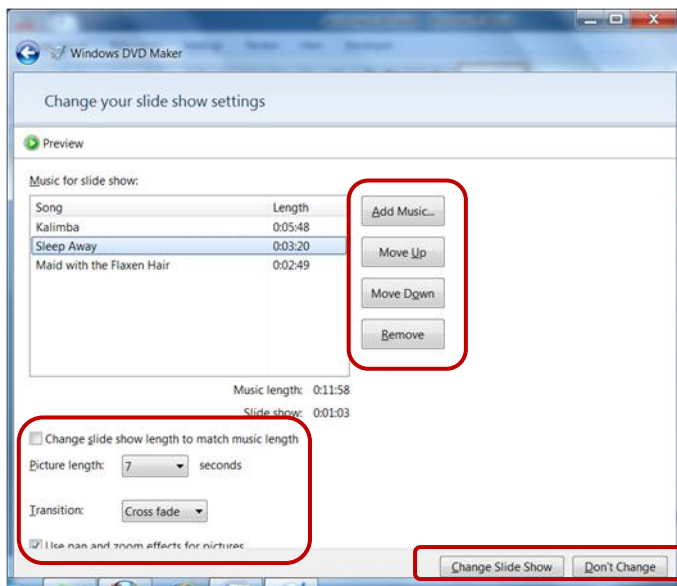 Windows DVD Maker
Change your slide show settings
Preview
Music for slide show:
Song Length
Kalimba 0:05:48
Sleep Away 0:03:20
Maid with the Flaxen Hair 0:02:49
Add Music...
Move Up
Move Down
Remove
Music length: 0:11:58
Slide show: 0:01:03
Change slide show length to match music length
Picture length: 7 seconds
Transition: Cross fade
Use pan and zoom effects for pictures
Change Slide Show Don't Change